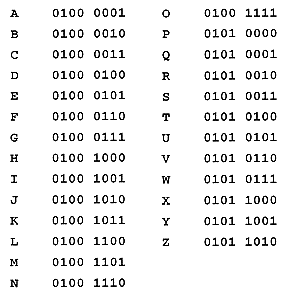 A 0100 0001 O 0100 1111
B 0100 0010 P 0101 0000
C 0100 0011 Q 0101 0001
D 0100 0100 R 0101 0010
E 0100 0101 S 0101 0011
F 0100 0110 T 0101 0100
G 0100 0111 U 0101 0101
H 0100 1000 V 0101 0110
I 0100 1001 W 0101 0111
J 0100 1010 X 0101 1000
K 0100 1011 Y 0101 1001
L 0100 1100 Z 0101 1010
M 0100 1101
N 0100 1110